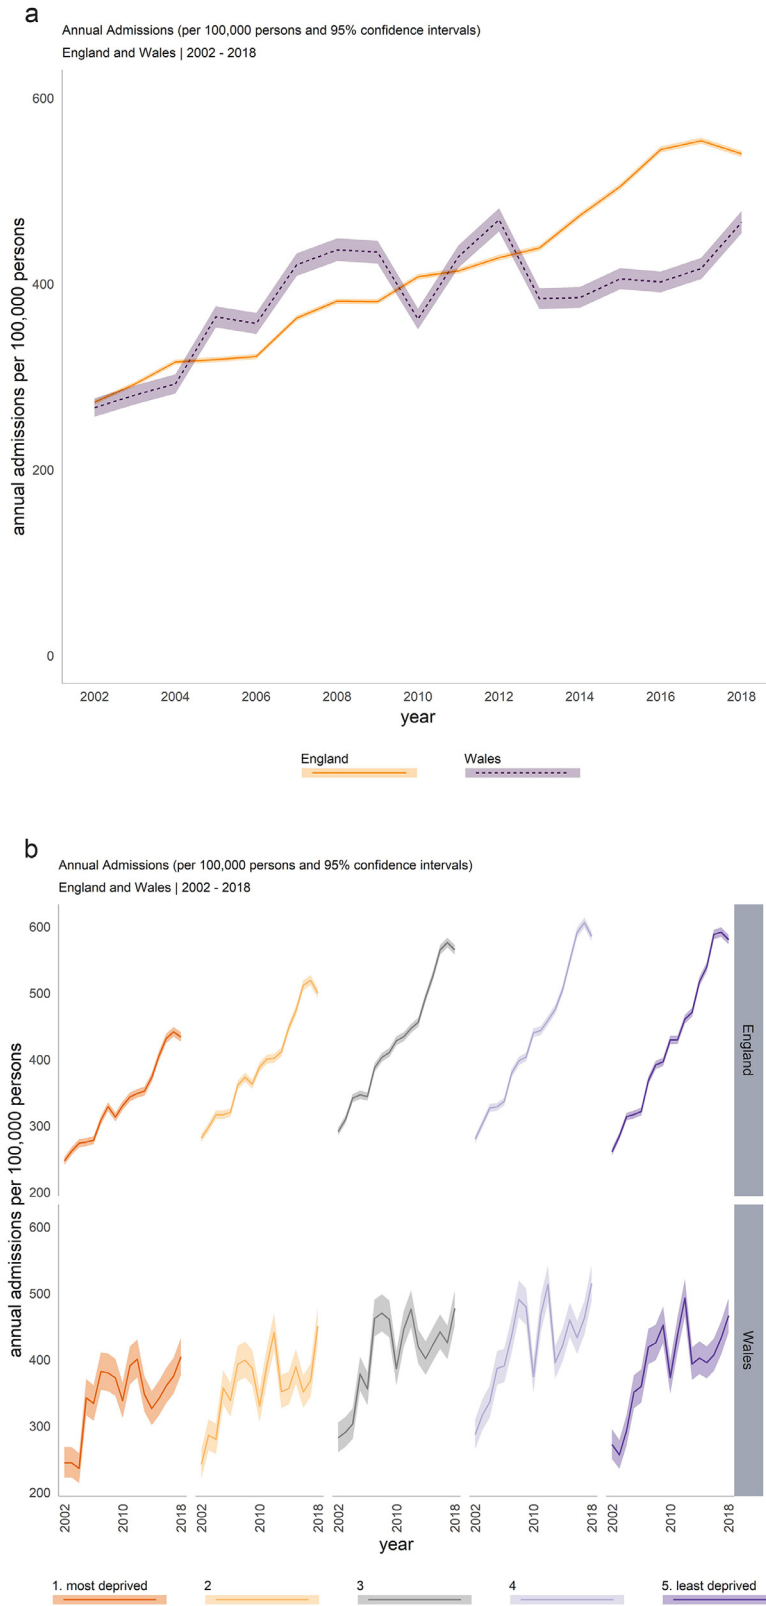 a
Annual Admissions (per 100,000 persons and 95% confidence intervals)
England and Wales | 2002 - 2018
annual admissions per 100,000 persons
600
400
200
0
2002 2004 2006 2008 2010 2012 2014 2016 2018
year
England Wales
b
Annual Admissions (per 100,000 persons and 95% confidence intervals)
England and Wales | 2002 - 2018
annual admissions per 100,000 persons
600
500
400
300
200
England
600
500
400
300
200
Wales
2002 2010 2018 2002 2010 2018 2002 2010 2018 2002 2010 2018 2002 2010 2018
year
1. most deprived 2 3 4 5. least deprived